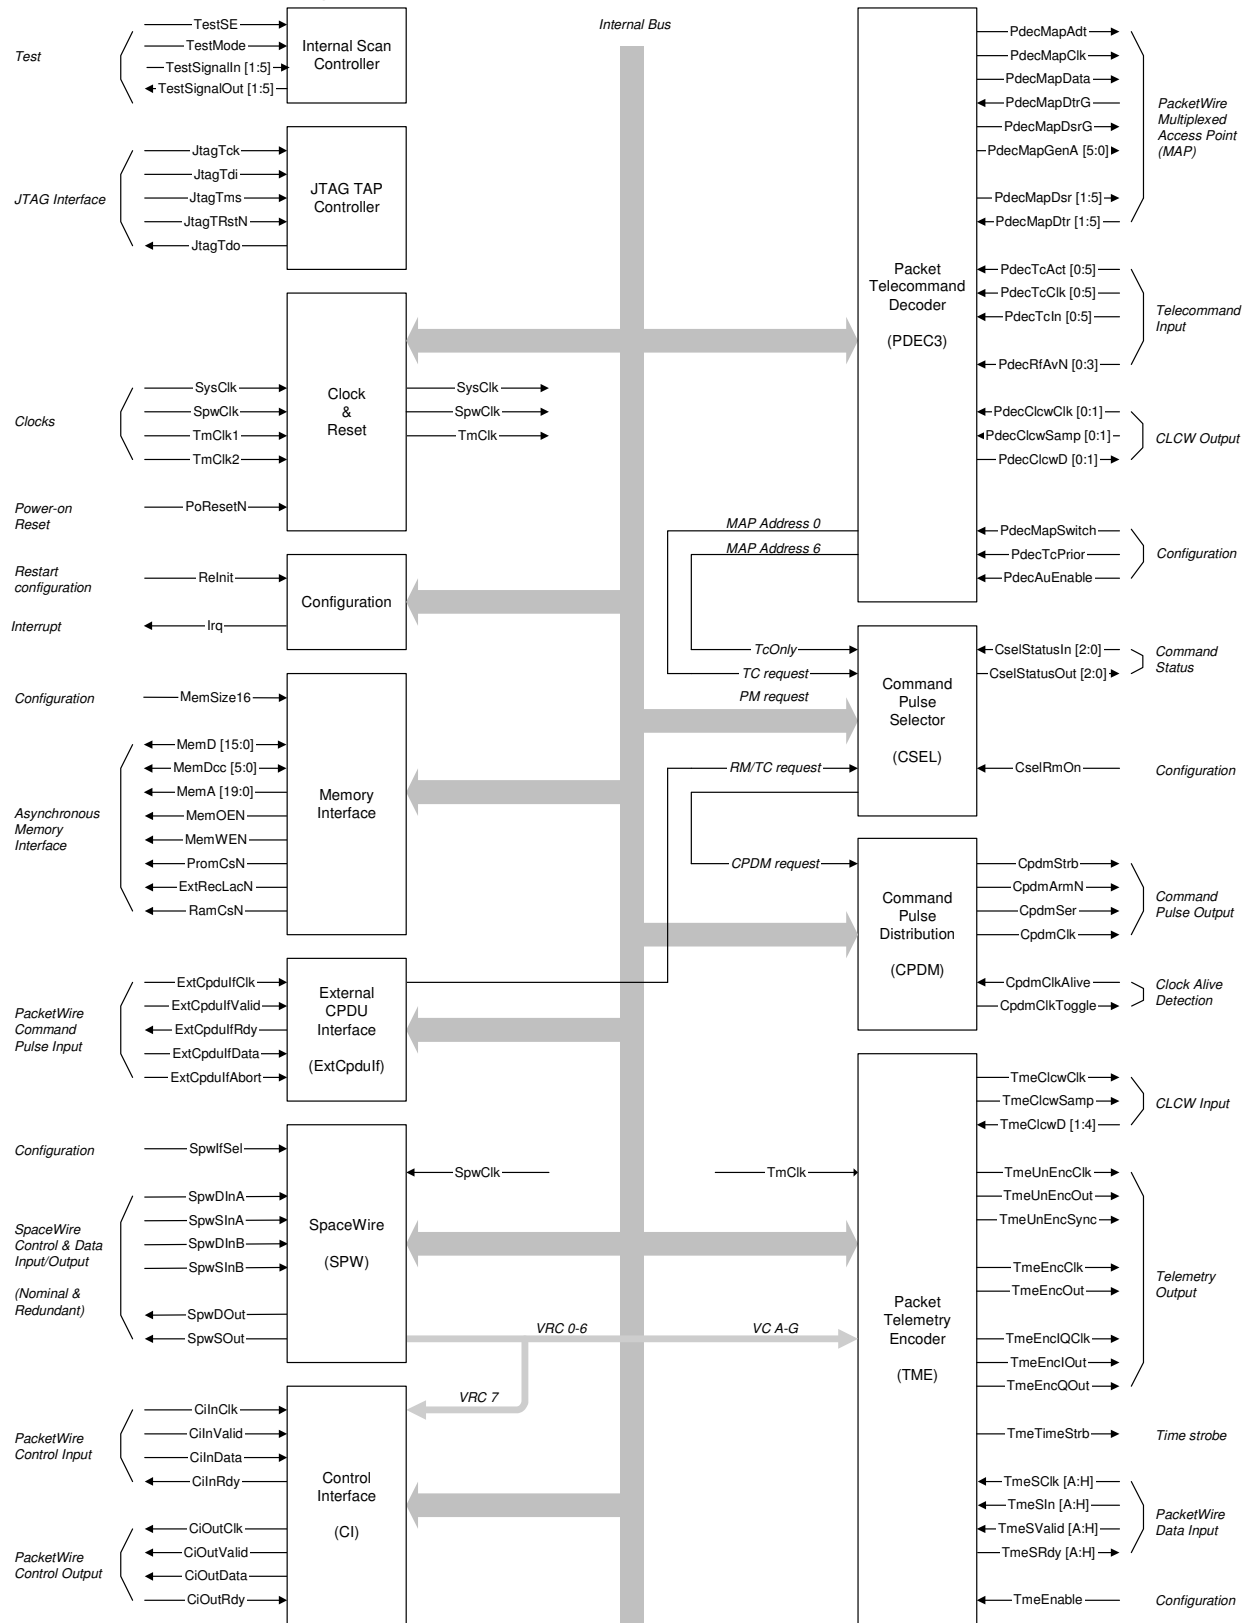 Internal Bus
Test
TestSE
TestMode
TestSignalIn [1:5]
TestSignalOut [1:5]
Internal Scan
Controller
JTAG Interface
JtagTck
JtagTdi
JtagTms
JtagTRstN
JtagTdo
JTAG TAP
Controller
Clocks
SysClk
SpwClk
TmClk1
TmClk2
Power-on
Reset
PoResetN
Clock
&
Reset
SysClk
SpwClk
TmClk
Restart
configuration
ReInit
Interrupt
Irq
Configuration
Configuration
MemSize16
Asynchronous
Memory
Interface
MemD [15:0]
MemDcc [5:0]
MemA [19:0]
MemOEN
MemWEN
PromCsN
ExtRecLacN
RamCsN
Memory
Interface
PacketWire
Command
Pulse Input
ExtCpduIfClk
ExtCpduIfValid
ExtCpduIfRdy
ExtCpduIfData
ExtCpduIfAbort
External
CPDU
Interface
(ExtCpduIf)
Configuration
SpwIfSel
SpaceWire
Control & Data
Input/Output
(Nominal &
Redundant)
SpwDInA
SpwSInA
SpwDInB
SpwSInB
SpwDOut
SpwSOut
SpaceWire
(SPW)
SpwClk
TmClk
VRC 0-6
VC A-G
VRC 7
PacketWire
Control Input
CiInClk
CiInValid
CiInData
CiInRdy
PacketWire
Control Output
CiOutClk
CiOutValid
CiOutData
CiOutRdy
Control
Interface
(CI)
Packet
Telecommand
Decoder
(PDEC3)
PdecMapAdt
PdecMapClk
PdecMapData
PdecMapDtrG
PdecMapDsrG
PdecMapGenA [5:0]
PdecMapDsr [1:5]
PdecMapDtr [1:5]
PacketWire
Multiplexed
Access Point
(MAP)
PdecTcAct [0:5]
PdecTcClk [0:5]
PdecTcIn [0:5]
PdecRfAvN [0:3]
Telecommand
Input
PdecClcwClk [0:1]
PdecClcwSamp [0:1]
PdecClcwD [0:1]
CLCW Output
PdecMapSwitch
PdecTcPrior
PdecAuEnable
Configuration
MAP Address 0
MAP Address 6
TcOnly
TC request
PM request
RM/TC request
CPDM request
Command
Pulse
Selector
(CSEL)
CselStatusIn [2:0]
CselStatusOut [2:0]
Command
Status
CselRmOn
Configuration
Command
Pulse
Distribution
(CPDM)
CpdmStrb
CpdmArmN
CpdmSer
CpdmClk
Command
Pulse Output
CpdmClkAlive
CpdmClkToggle
Clock Alive
Detection
Packet
Telemetry
Encoder
(TME)
TmeClcwClk
TmeClcwSamp
TmeClcwD [1:4]
CLCW Input
TmeUnEncClk
TmeUnEncOut
TmeUnEncSync
TmeEncClk
TmeEncOut
TmeEncIQClk
TmeEncIOut
TmeEncQOut
Telemetry
Output
TmeTimeStrb
Time strobe
TmeSClk [A:H]
TmeSIn [A:H]
TmeSValid [A:H]
TmeSRdy [A:H]
PacketWire
Data Input
TmeEnable
Configuration